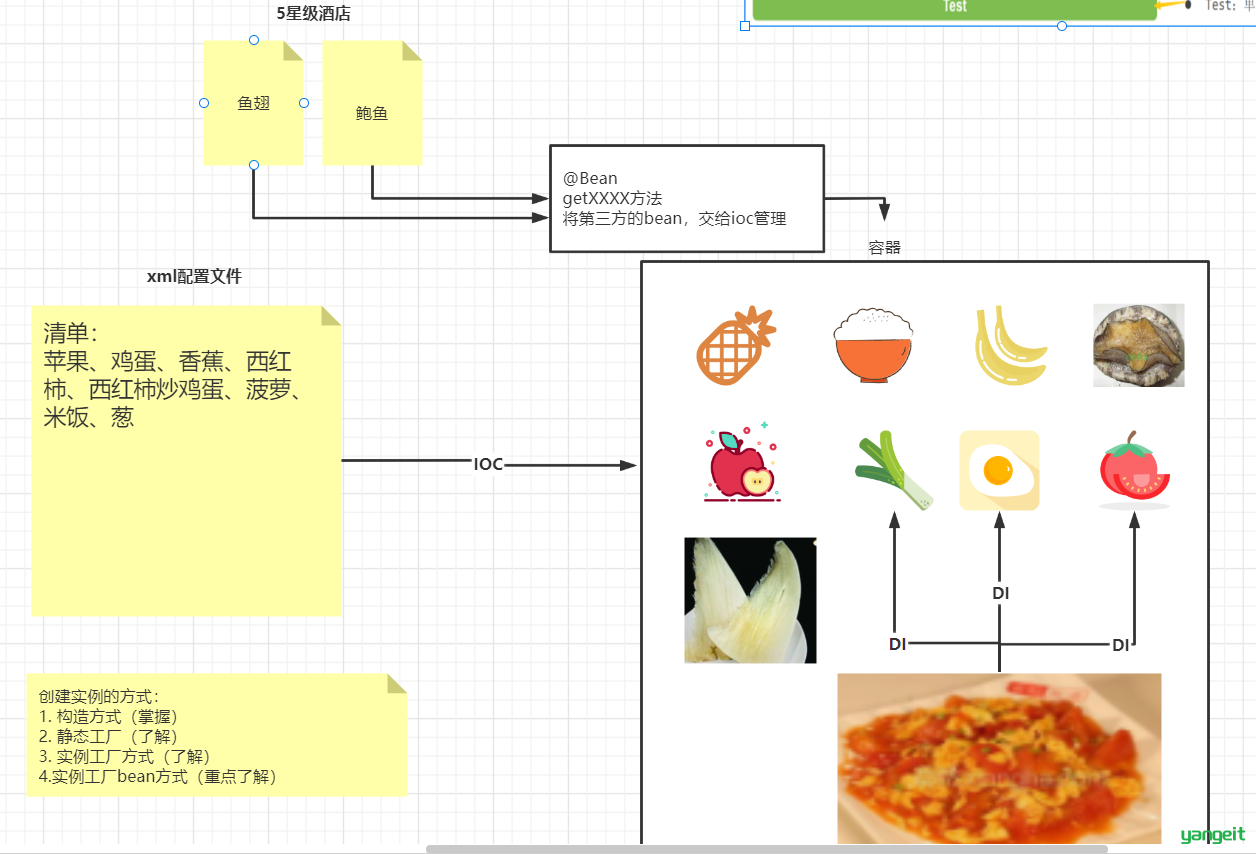 5星级酒店
Test
Test：
鱼翅
鲍鱼
@Bean
getXXXX方法
将第三方的bean，交给ioc管理
容器
xml配置文件
清单：
苹果、鸡蛋、香蕉、西红
柿、西红柿炒鸡蛋、菠萝、
米饭、葱
IOC
DI
DI
DI
创建实例的方式：
1. 构造方式（掌握）
2. 静态工厂（了解）
3. 实例工厂方式（了解）
4.实例工厂bean方式（重点了解）
yangeit